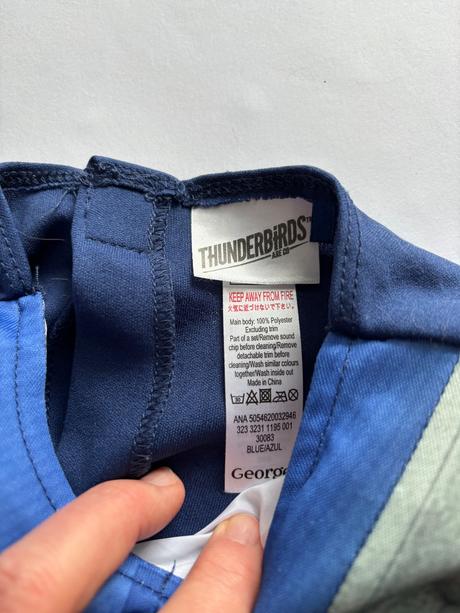 THUNDERBiRDS™
ARE GO
KEEP AWAY FROM FIRE
火気に近づけないで下さい。
Main body: 100% Polyester
Excluding trim
Part of a set/Remove sound
chip before cleaning/Remove
detachable trim before
cleaning/Wash similar colours
together/Wash inside out
Made in China
ANA 5054620032946
323 3231 1195 001
30083
BLUE/AZUL
George